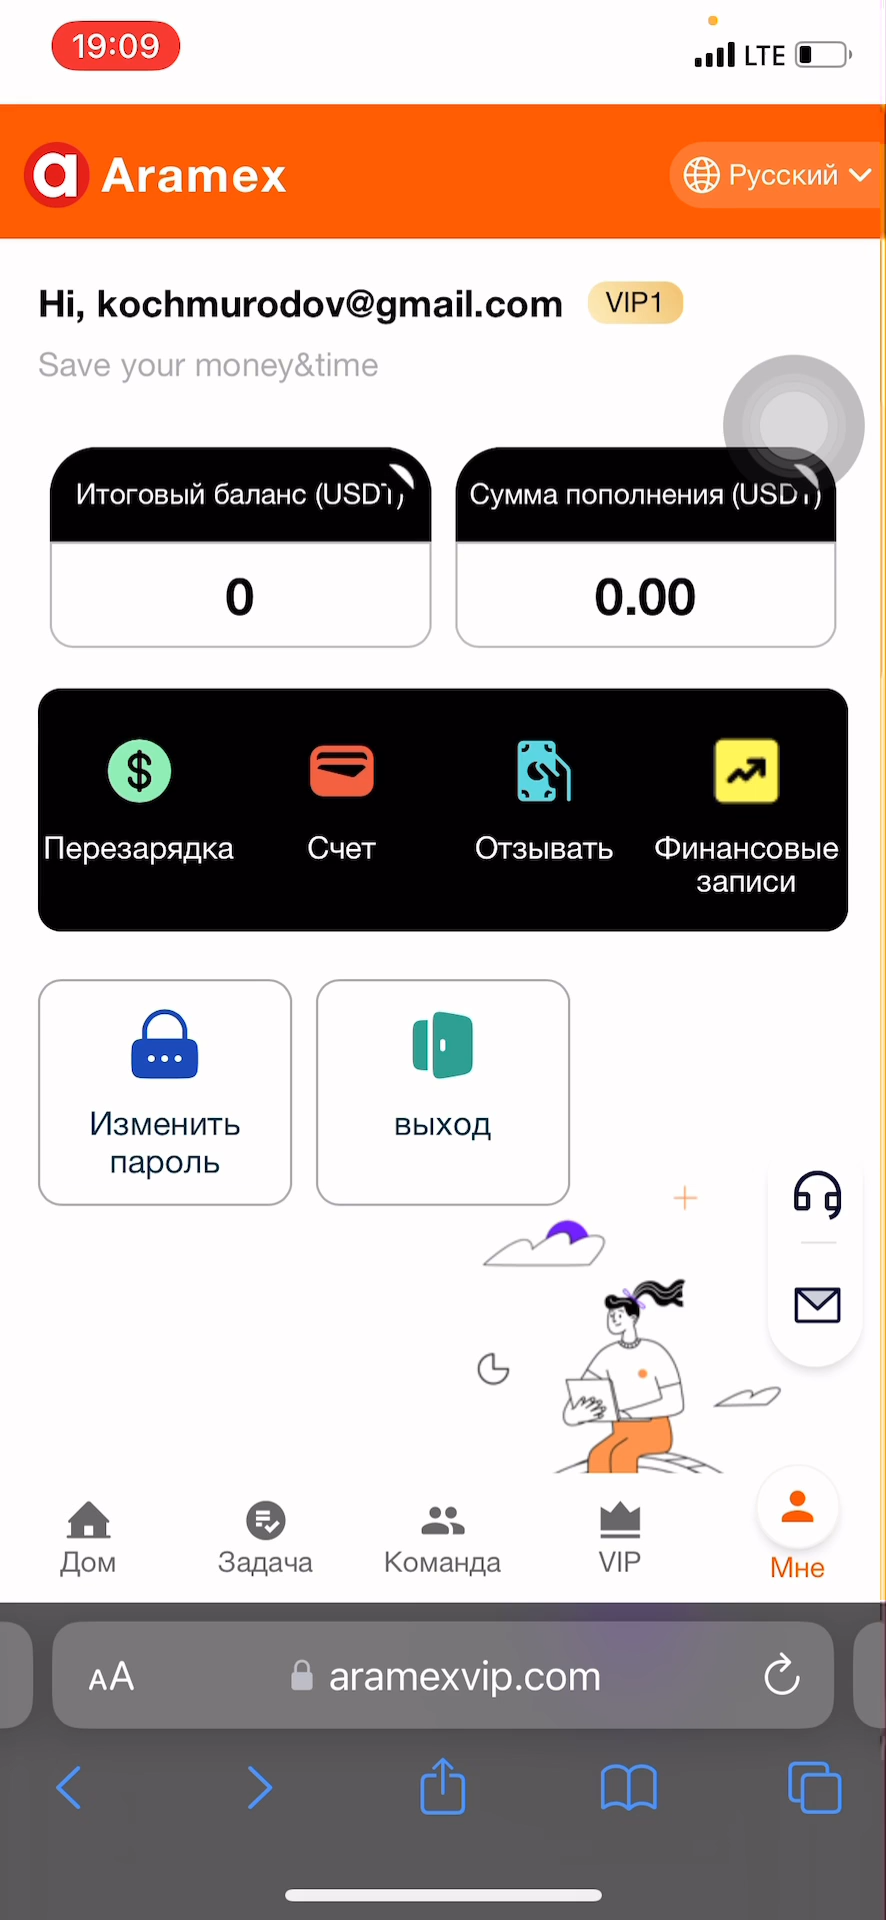 19:09
LTE
a Aramex
Русский
Hi, kochmurodov@gmail.com VIP1
Save your money&time
Итоговый баланс (USDT)
Сумма пополнения (USDT)
0
0.00
Перезарядка
Счет
Отзывать
Финансовые
записи
Изменить
пароль
выход
Дом
Задача
Команда
VIP
Мне
AA
aramexvip.com